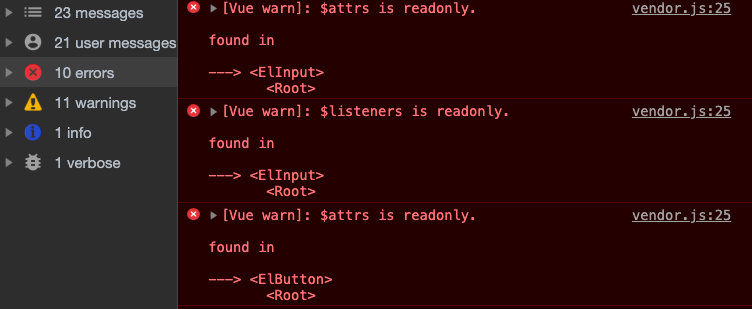 23 messages
21 user messages
10 errors
11 warnings
1 info
1 verbose
[Vue warn]: $attrs is readonly. vendor.js:25
found in
---> <ElInput>
<Root>
[Vue warn]: $listeners is readonly. vendor.js:25
found in
---> <ElInput>
<Root>
[Vue warn]: $attrs is readonly. vendor.js:25
found in
---> <ElButton>
<Root>